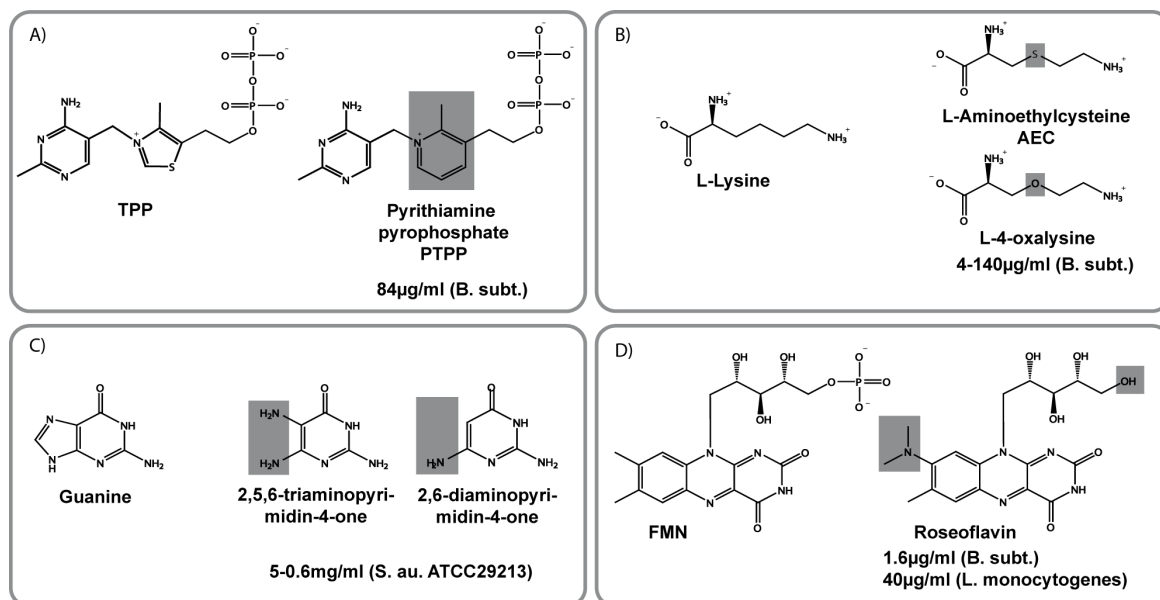 A)
NH₂
N
N
N⁺
S
O
P
O⁻
O
O⁻
O
P
O⁻
O
TPP
NH₂
N
N
N⁺
O
P
O⁻
O
O⁻
O
P
O⁻
O
Pyrithiamine
pyrophosphate
PTPP
84µg/ml (B. subt.)
B)
NH₃⁺
⁻O
O
NH₃⁺
L-Lysine
NH₃⁺
⁻O
O
S
NH₃⁺
L-Aminoethylcysteine
AEC
NH₃⁺
⁻O
O
O
NH₃⁺
L-4-oxalysine
4-140µg/ml (B. subt.)
C)
O
N
NH
N
H
N
NH₂
Guanine
O
H₂N
NH
H₂N
N
NH₂
2,5,6-triaminopyri-
midin-4-one
O
NH
H₂N
N
NH₂
2,6-diaminopyri-
midin-4-one
5-0.6mg/ml (S. au. ATCC29213)
D)
OH
OH
OH
O
P
O⁻
O
O⁻
N
N
O
NH
N
O
FMN
OH
OH
OH
OH
N
N
N
O
NH
N
O
Roseoflavin
1.6µg/ml (B. subt.)
40µg/ml (L. monocytogenes)